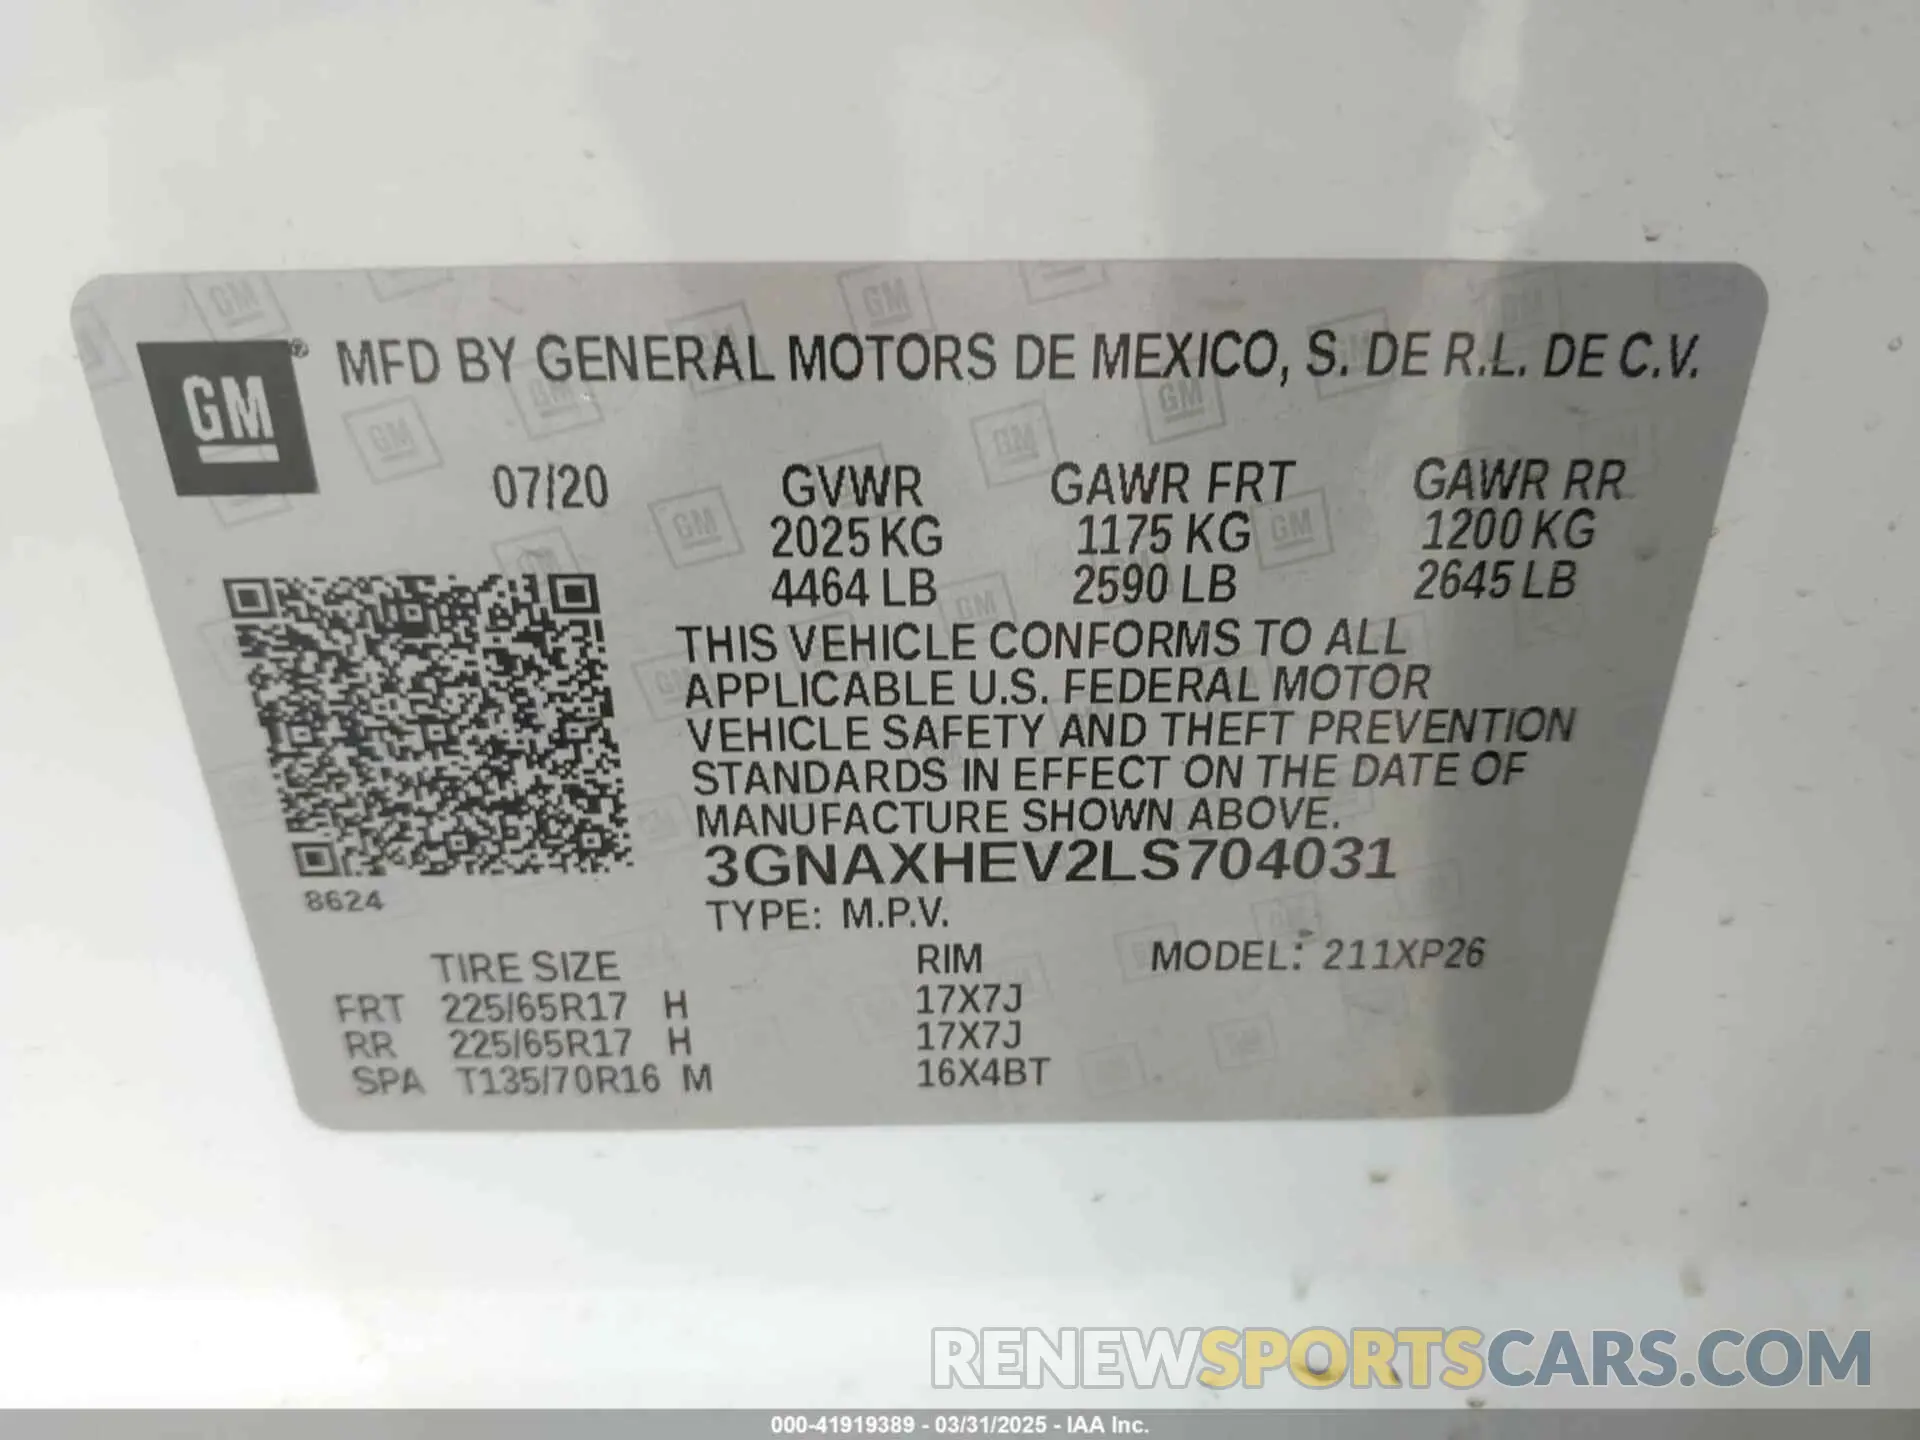 GM ® MFD BY GENERAL MOTORS DE MEXICO, S. DE R.L. DE C.V.
07/20 GVWR GAWR FRT GAWR RR
2025 KG 1175 KG 1200 KG
4464 LB 2590 LB 2645 LB
THIS VEHICLE CONFORMS TO ALL
APPLICABLE U.S. FEDERAL MOTOR
VEHICLE SAFETY AND THEFT PREVENTION
STANDARDS IN EFFECT ON THE DATE OF
MANUFACTURE SHOWN ABOVE.
3GNAXHEV2LS704031
8624
TYPE: M.P.V.
TIRE SIZE RIM MODEL: 211XP26
FRT 225/65R17 H 17X7J
RR 225/65R17 H 17X7J
SPA T135/70R16 M 16X4BT
RENEWSPORTSCARS.COM
000-41919389 - 03/31/2025 - IAA Inc.